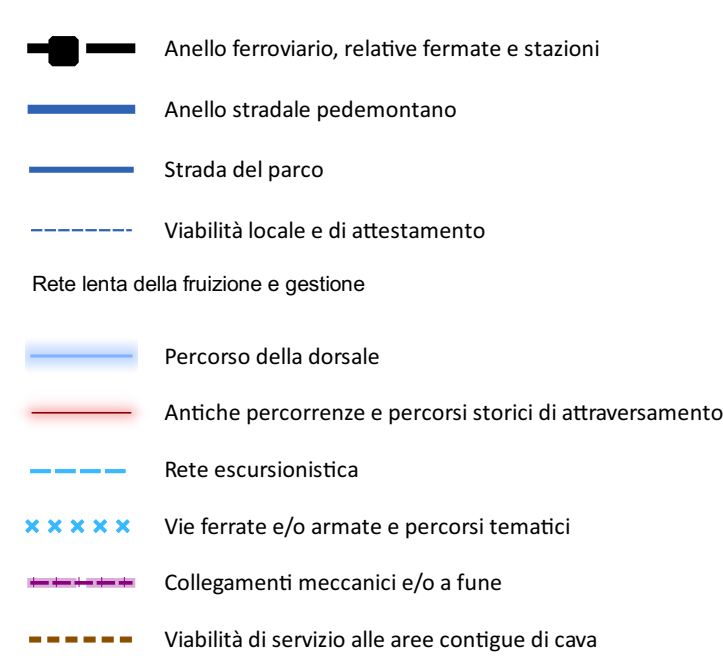 Anello ferroviario, relative fermate e stazioni
Anello stradale pedemontano
Strada del parco
Viabilità locale e di attestamento
Rete lenta della fruizione e gestione
Percorso della dorsale
Antiche percorrenze e percorsi storici di attraversamento
Rete escursionistica
Vie ferrate e/o armate e percorsi tematici
Collegamenti meccanici e/o a fune
Viabilità di servizio alle aree contigue di cava